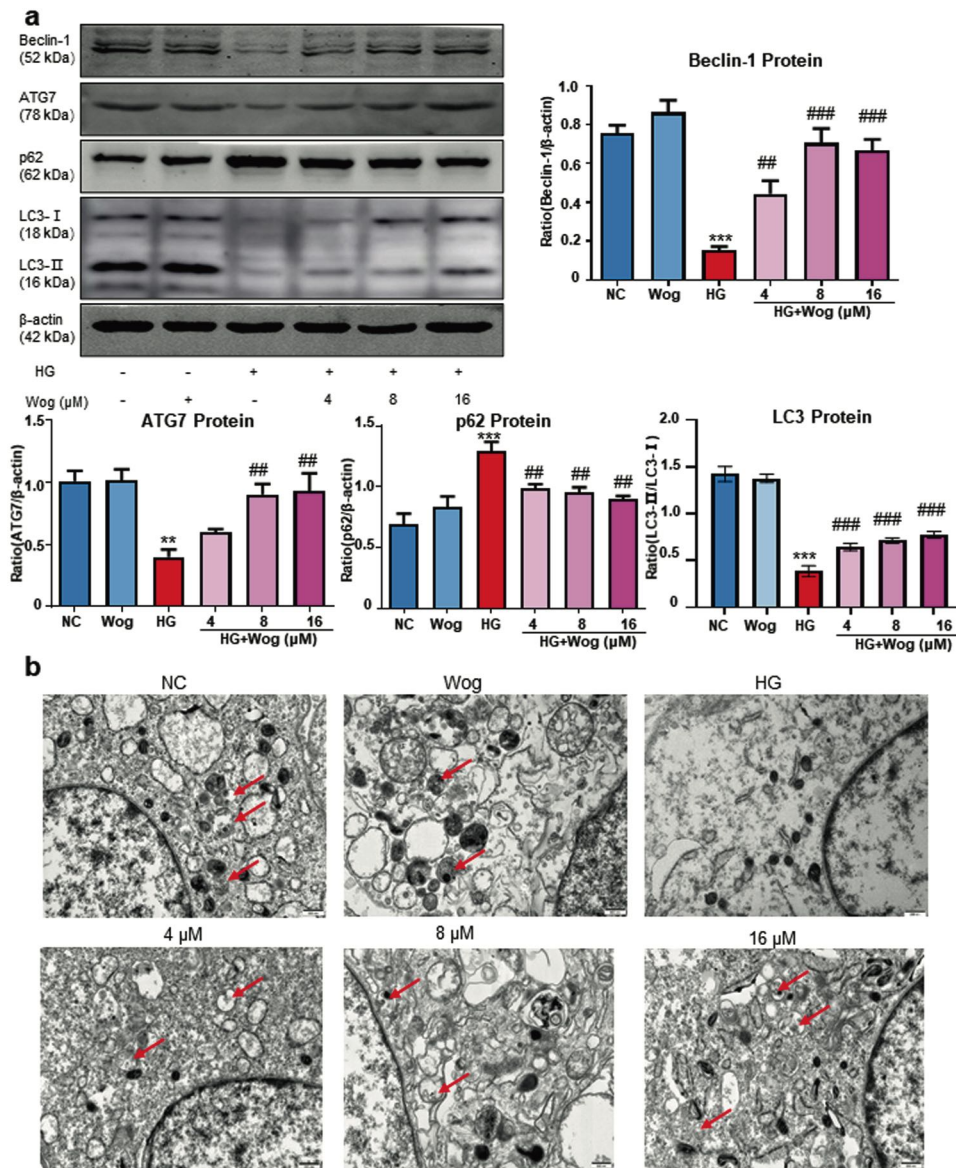 a
Beclin-1
(52 kDa)
ATG7
(78 kDa)
p62
(62 kDa)
LC3-Ⅰ
(18 kDa)
LC3-Ⅱ
(16 kDa)
β-actin
(42 kDa)
HG - - + + + +
Wog (μM) - + - 4 8 16
Beclin-1 Protein
Ratio(Beclin-1/β-actin)
0.8
0.6
0.4
0.2
0
*** ## ### ###
NC Wog HG 4 8 16
HG+Wog (μM)
ATG7 Protein
Ratio(ATG7/β-actin)
1.5
1.0
0.5
0
** ## ##
NC Wog HG 4 8 16
HG+Wog (μM)
p62 Protein
Ratio(p62/β-actin)
1.5
1.0
0.5
0
*** ## ## ##
NC Wog HG 4 8 16
HG+Wog (μM)
LC3 Protein
Ratio(LC3-Ⅱ/LC3-Ⅰ)
2.0
1.5
1.0
0.5
0
*** ### ### ###
NC Wog HG 4 8 16
HG+Wog (μM)
b
NC Wog HG
4 μM 8 μM 16 μM